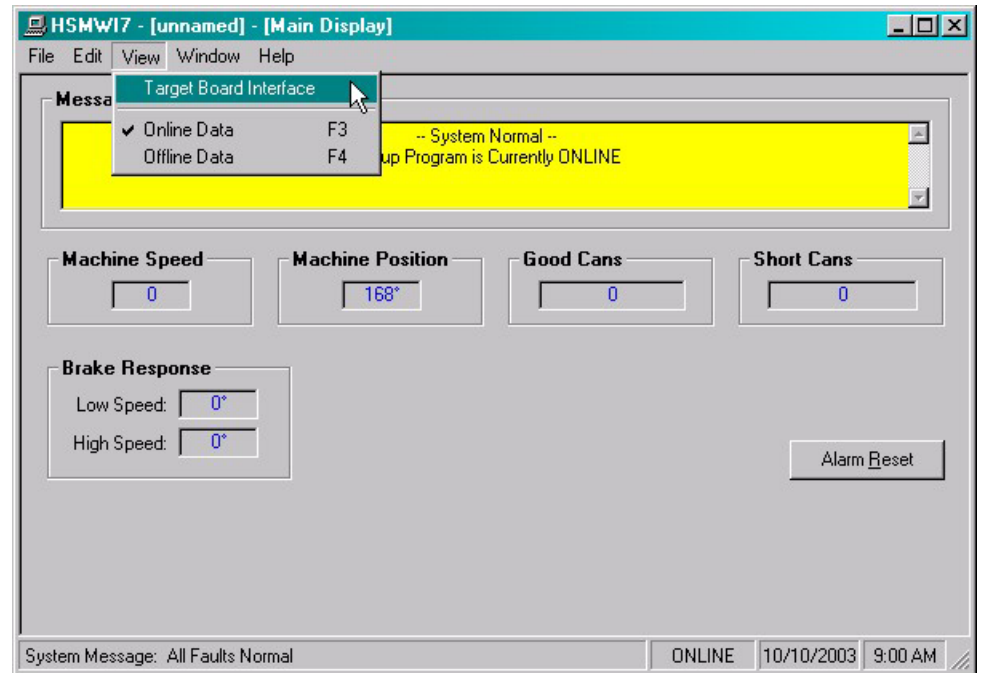 HSMWI7 - [unnamed] - [Main Display]
File Edit View Window Help
Target Board Interface
✓ Online Data F3
Offline Data F4
Messa
-- System Normal --
up Program is Currently ONLINE
Machine Speed Machine Position Good Cans Short Cans
0 168° 0 0
Brake Response
Low Speed: 0°
High Speed: 0°
Alarm Reset
System Message: All Faults Normal ONLINE 10/10/2003 9:00 AM